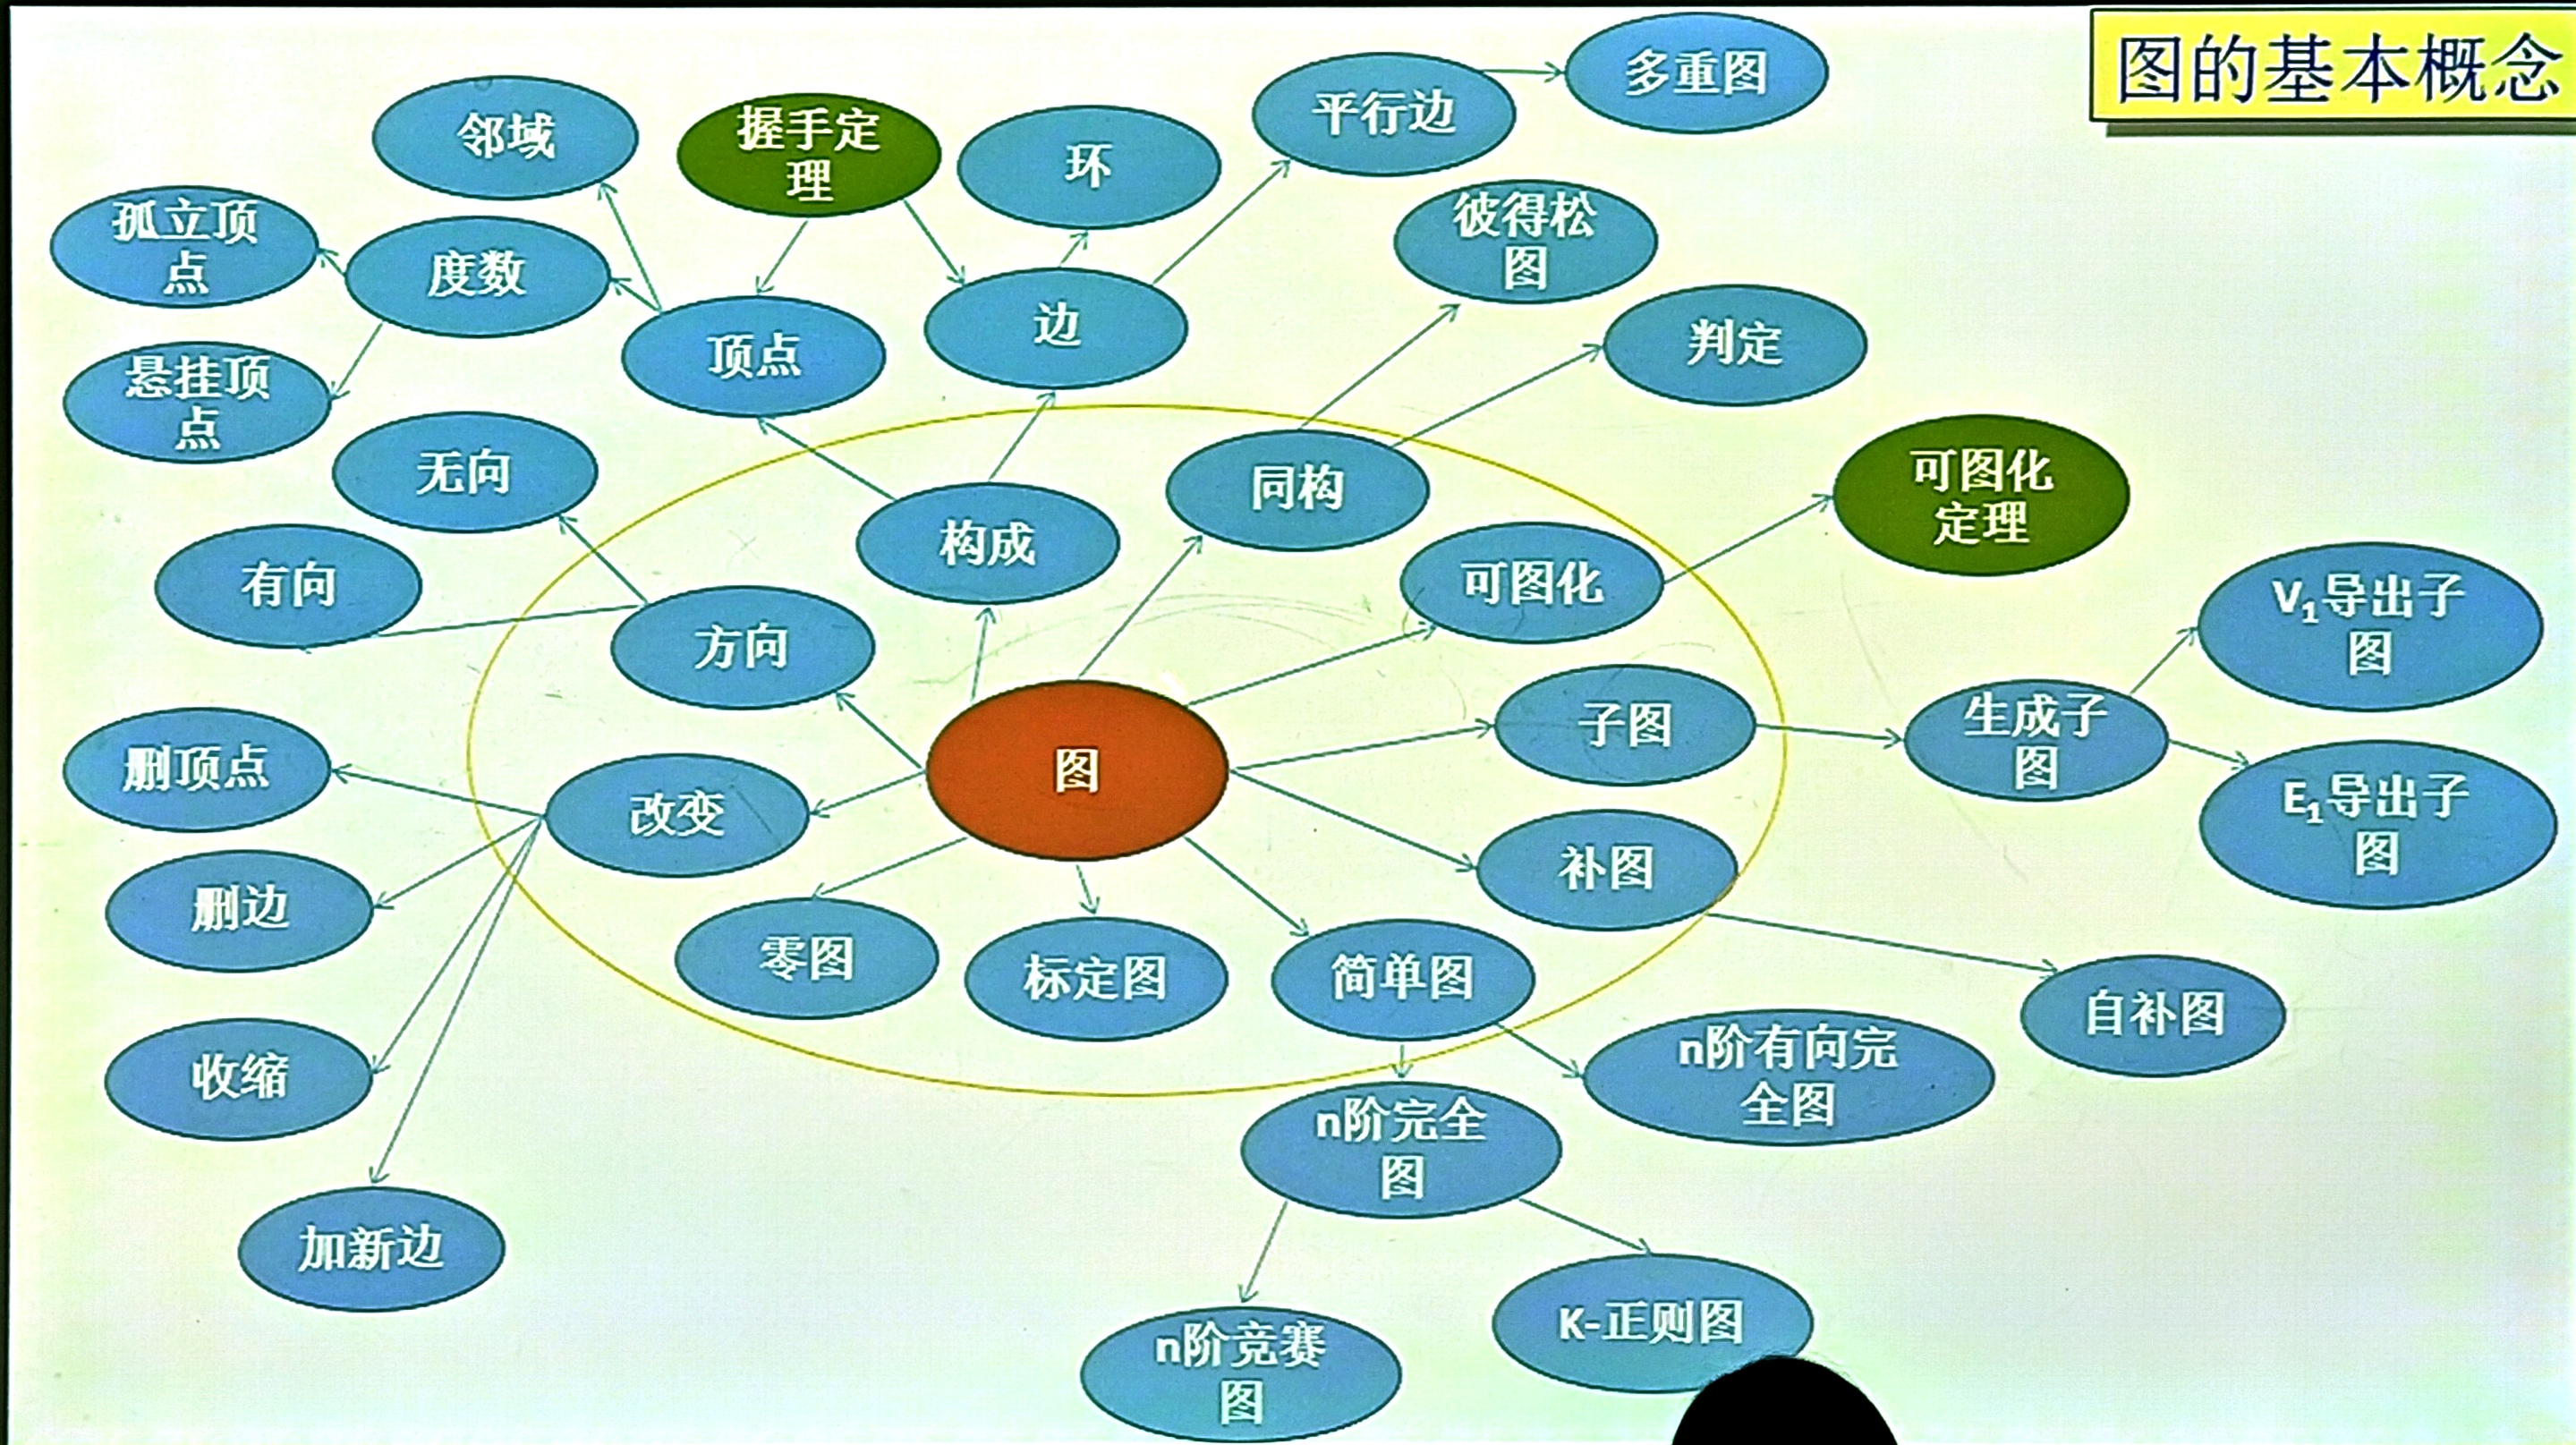 图的基本概念
多重图
平行边
邻域
握手定
理
环
彼得松
图
孤立顶
点
度数
边
判定
顶点
悬挂顶
点
无向
同构
可图化
定理
构成
可图化
有向
方向
V₁导出子
图
子图
生成子
图
图
删顶点
改变
E₁导出子
图
补图
删边
零图
标定图
简单图
自补图
收缩
n阶有向完
全图
n阶完全
图
加新边
K-正则图
n阶竞赛
图